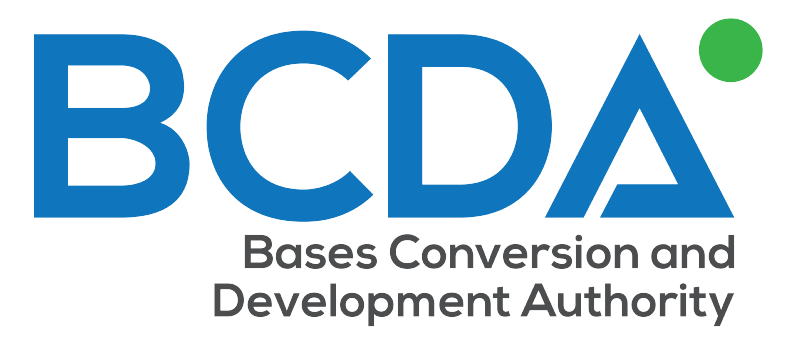 BCDA
Bases Conversion and
Development Authority